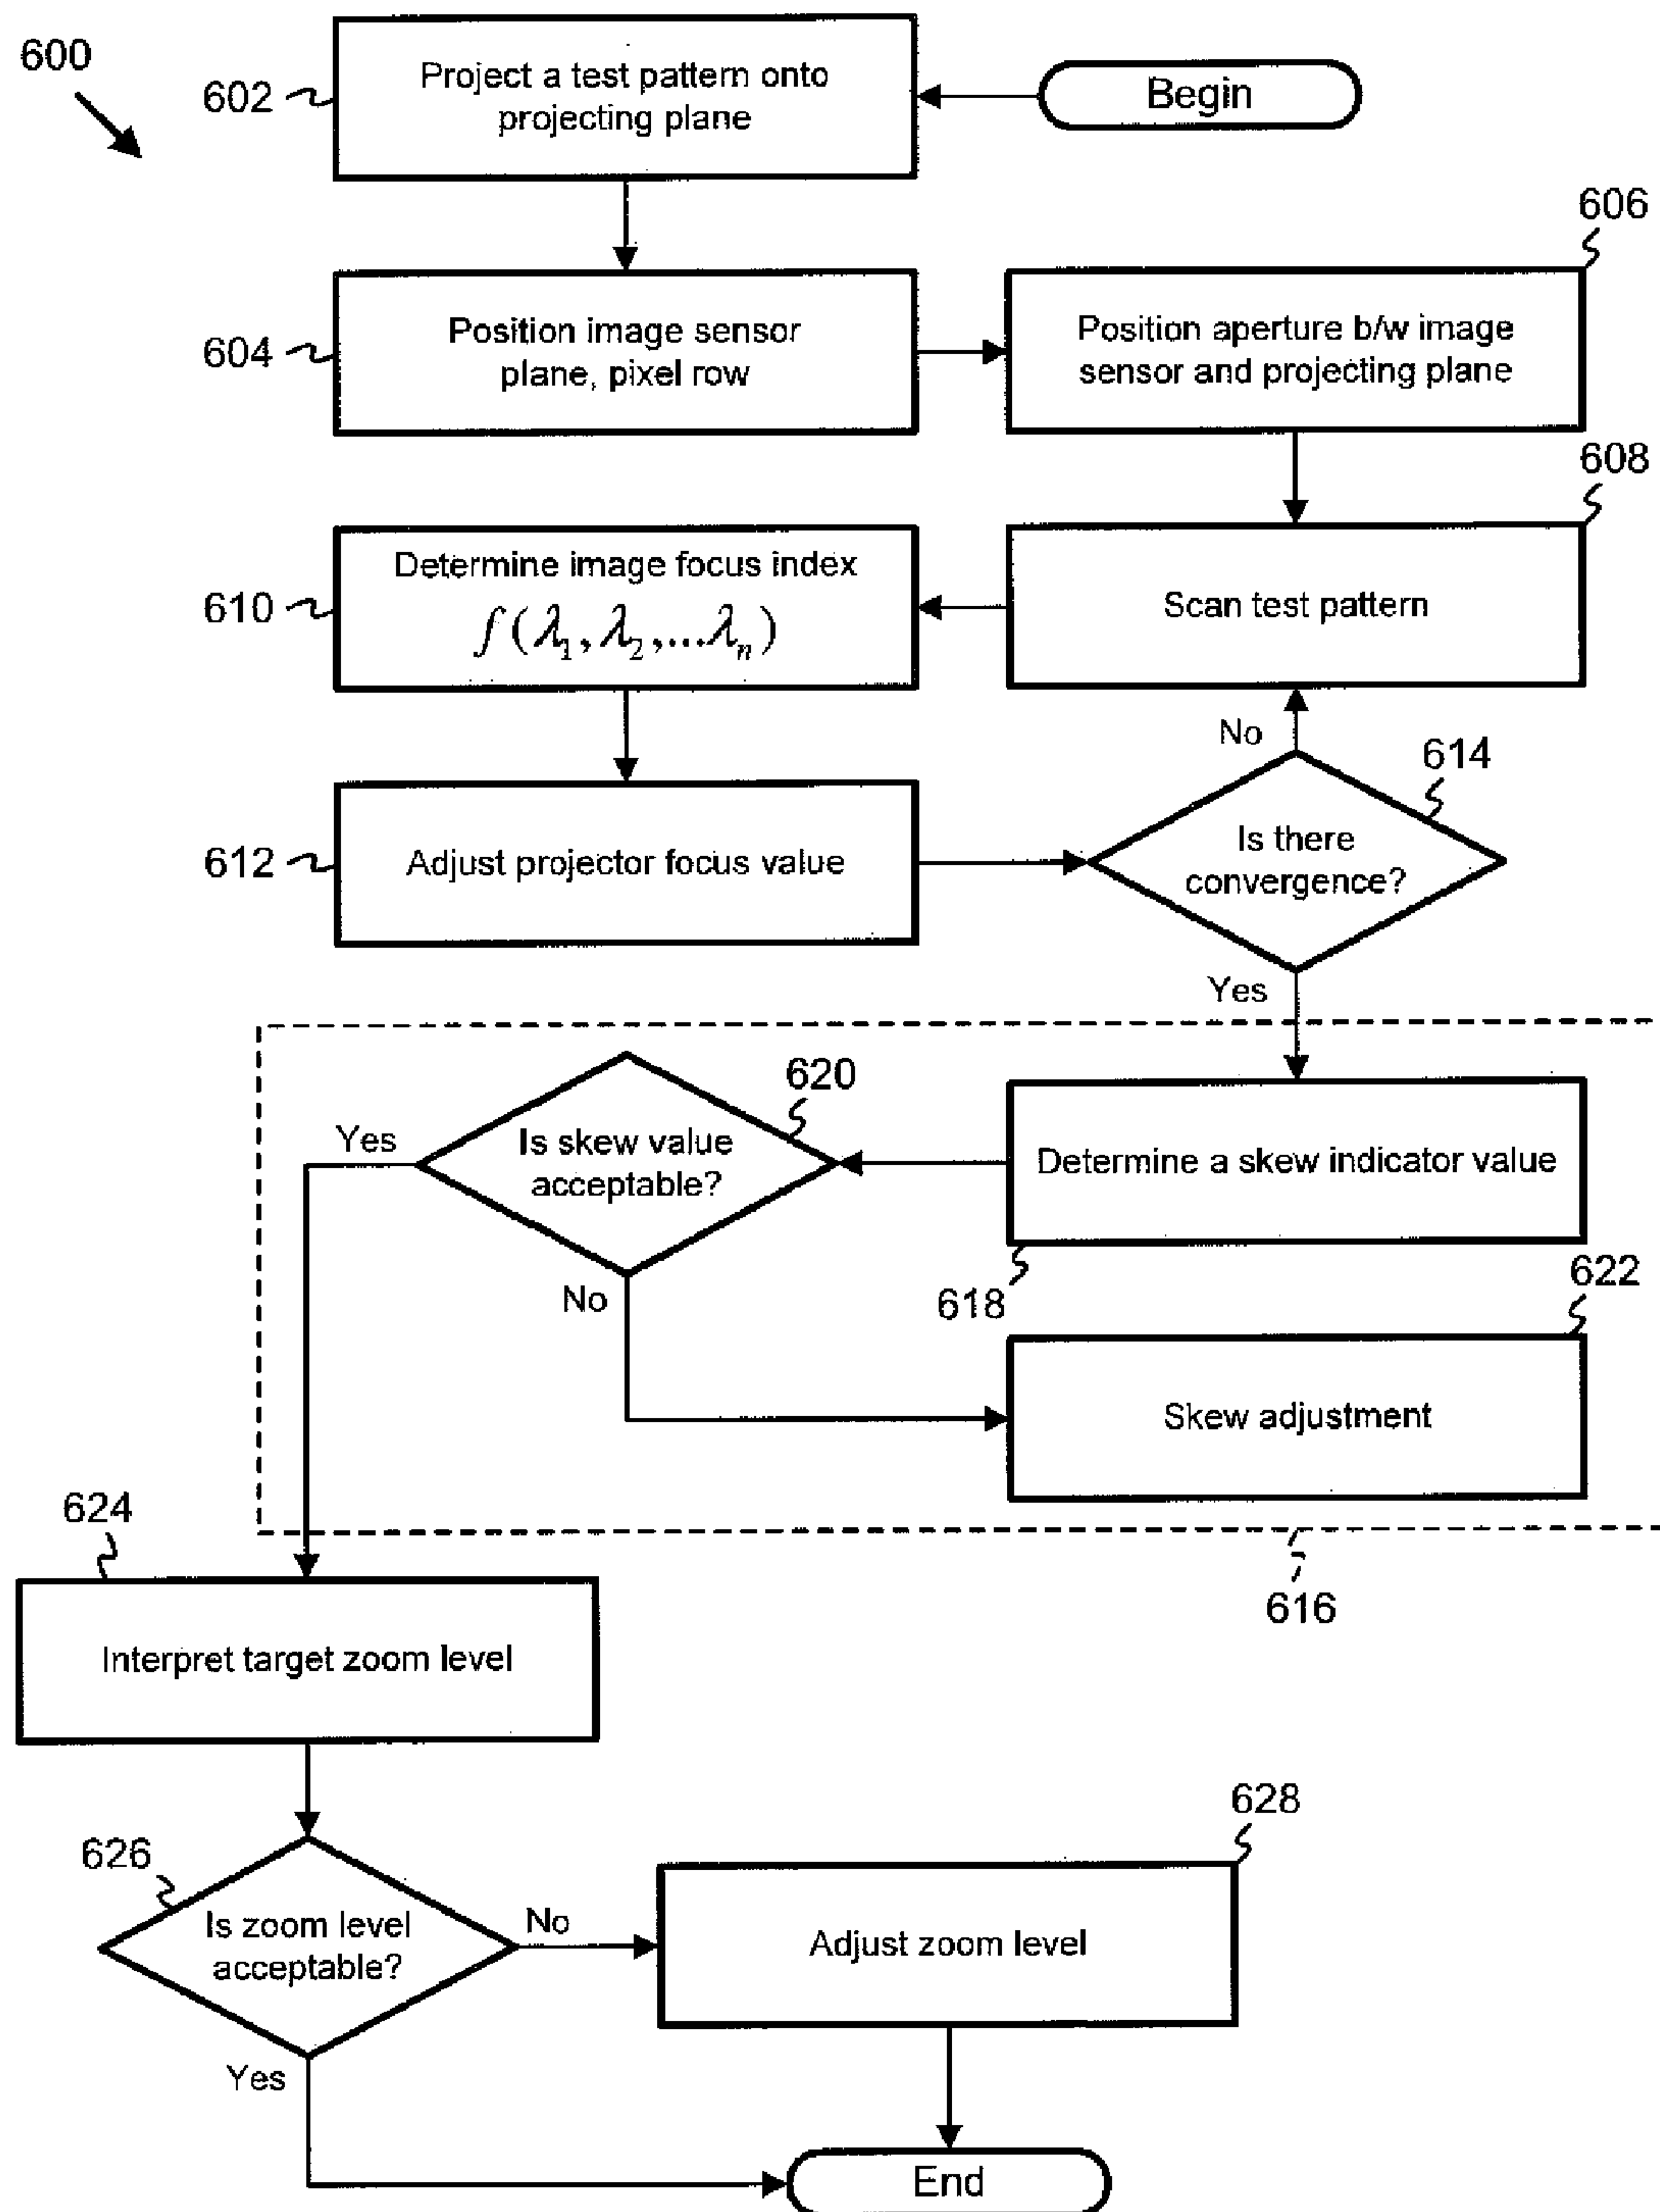 600
602
Project a test pattern onto
projecting plane
Begin
606
604
Position image sensor
plane, pixel row
Position aperture b/w image
sensor and projecting plane
608
610
Determine image focus index
f(λ1, λ2,...λn)
Scan test pattern
No
614
612
Adjust projector focus value
Is there
convergence?
Yes
620
Yes
Is skew value
acceptable?
Determine a skew indicator value
No
618
622
Skew adjustment
624
616
Interpret target zoom level
628
626
Is zoom level
acceptable?
No
Adjust zoom level
Yes
End